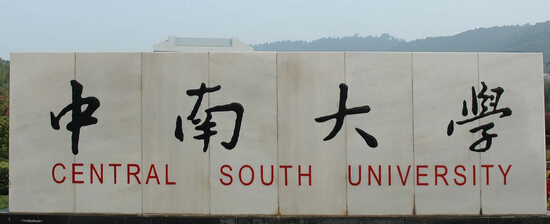 中南大學
CENTRAL SOUTH UNIVERSITY